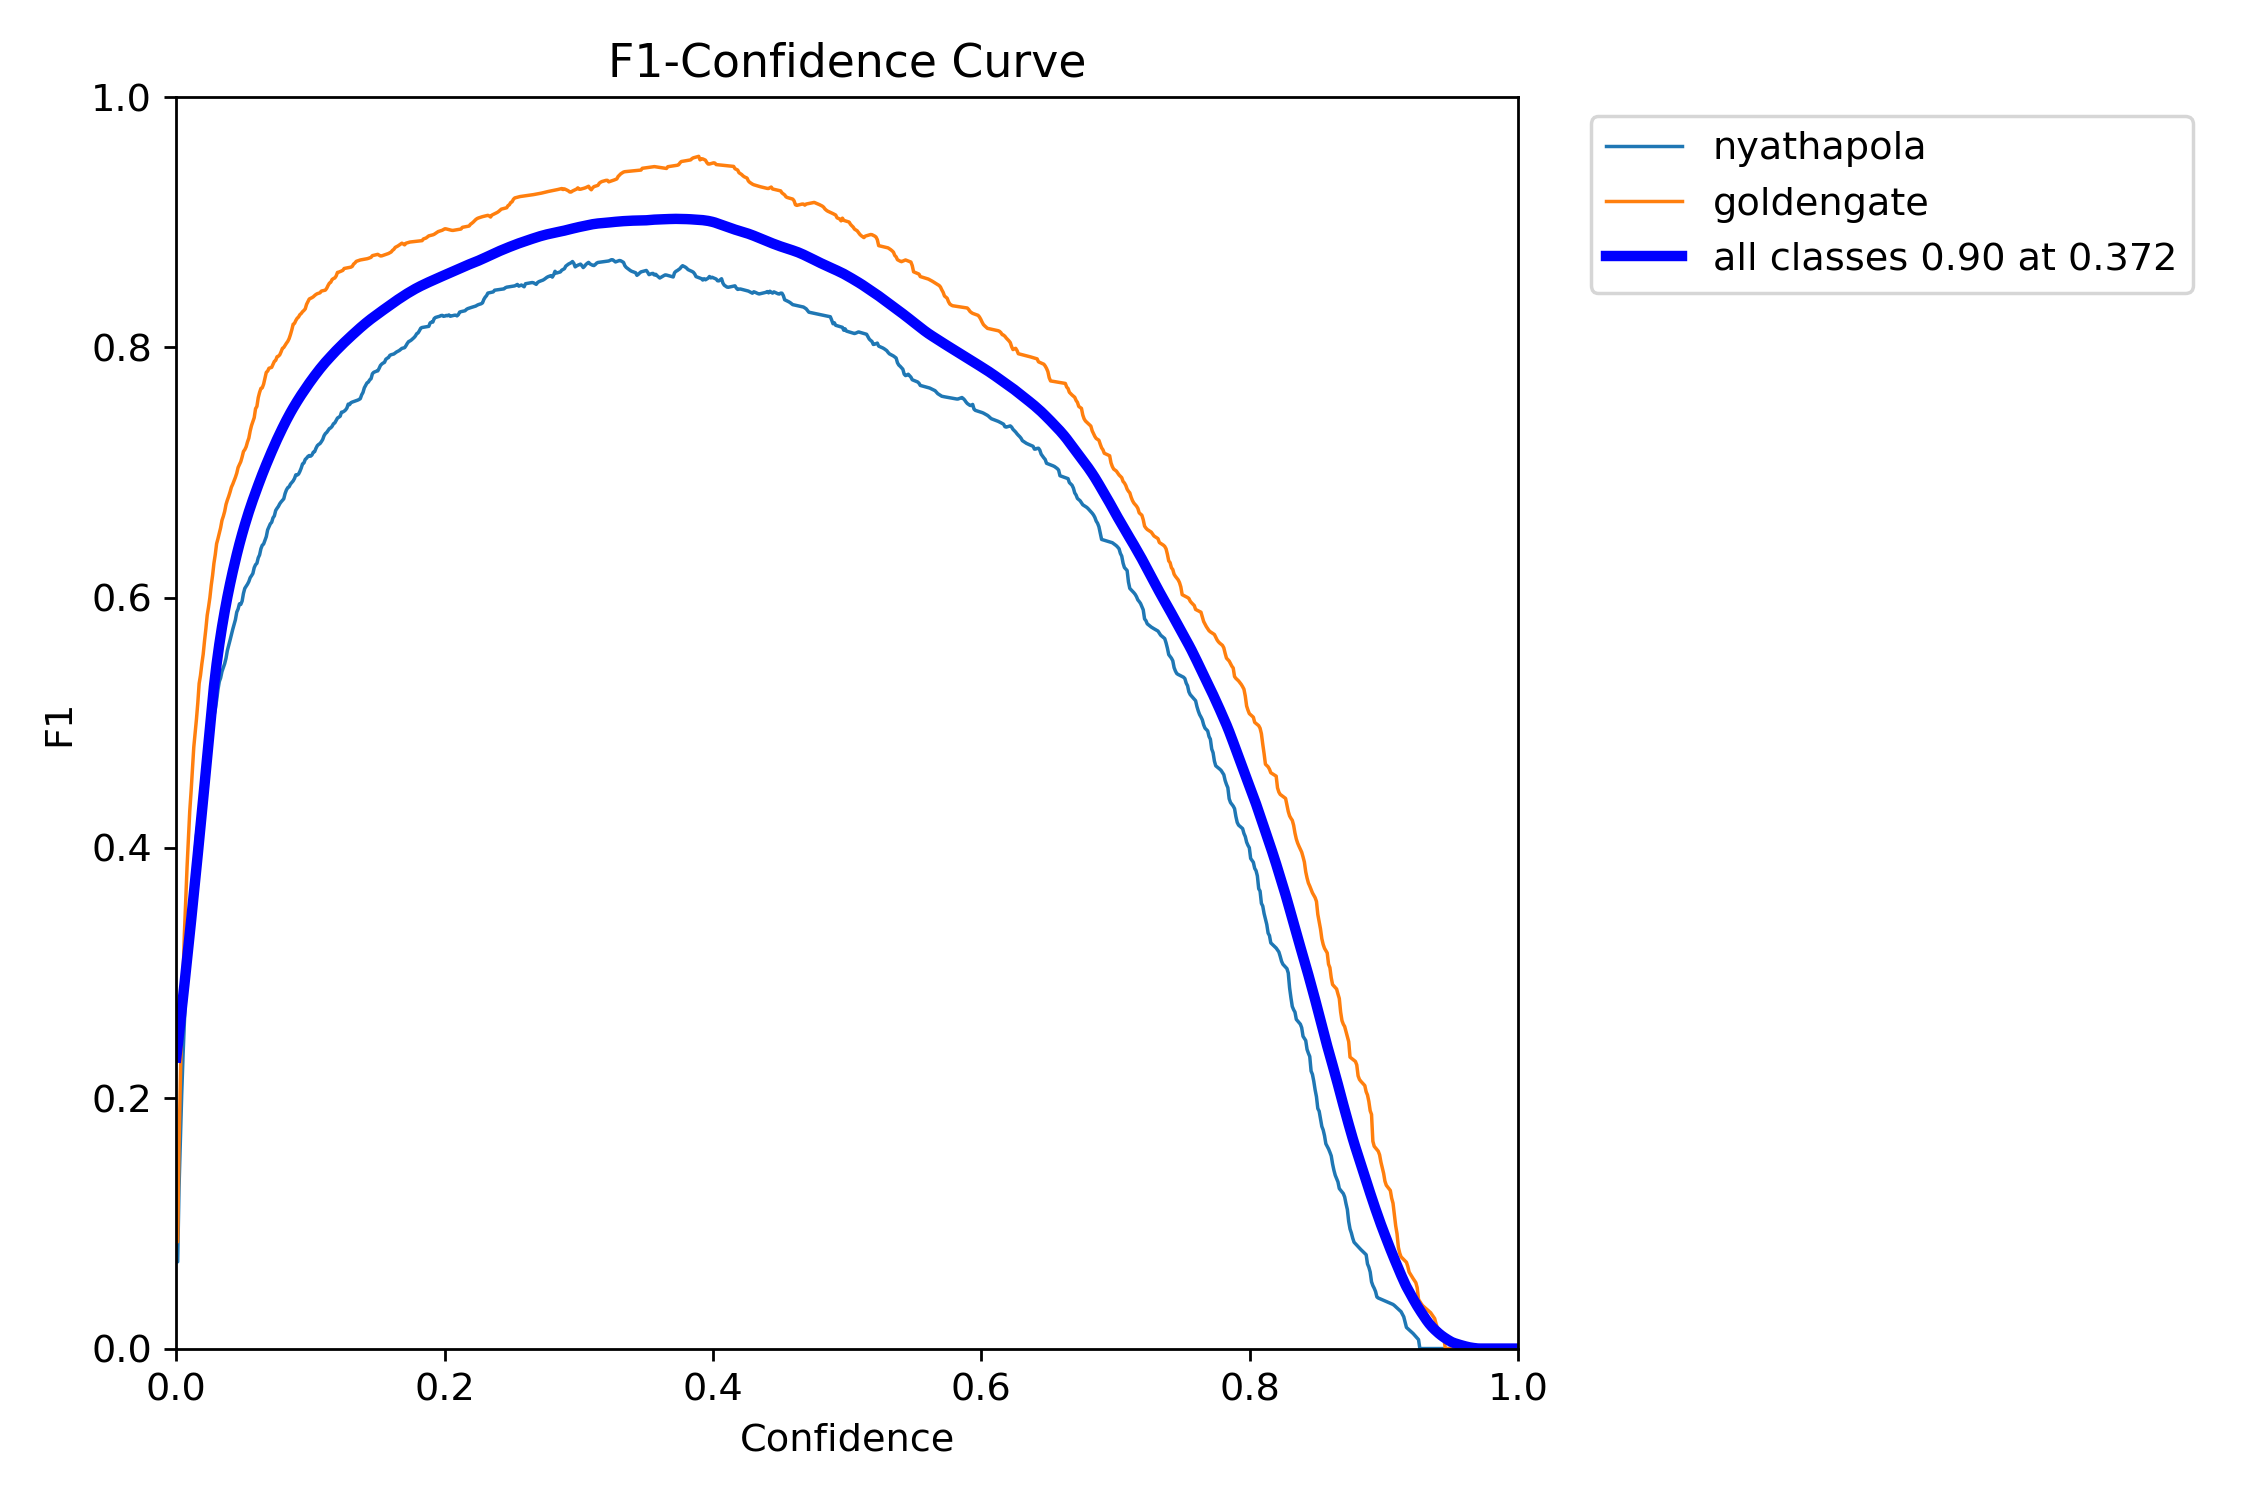 F1-Confidence Curve
nyathapola
goldengate
all classes 0.90 at 0.372
1.0
0.8
0.6
0.4
0.2
0.0
F1
0.0 0.2 0.4 0.6 0.8 1.0
Confidence